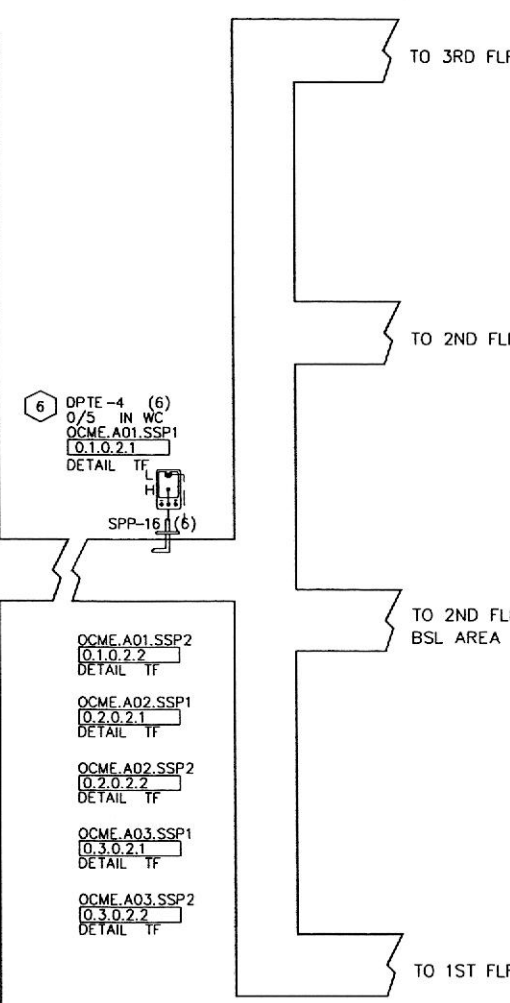 TO 3RD FLR
TO 2ND FL
6
DPTE-4 (6)
0/5 IN WC
OCME.A01.SSP1
0.1.0.2.1
DETAIL TF
L
H
SPP-16 (6)
TO 2ND FL
BSL AREA
OCME.A01.SSP2
0.1.0.2.2
DETAIL TF
OCME.A02.SSP1
0.2.0.2.1
DETAIL TF
OCME.A02.SSP2
0.2.0.2.2
DETAIL TF
OCME.A03.SSP1
0.3.0.2.1
DETAIL TF
OCME.A03.SSP2
0.3.0.2.2
DETAIL TF
TO 1ST FLR